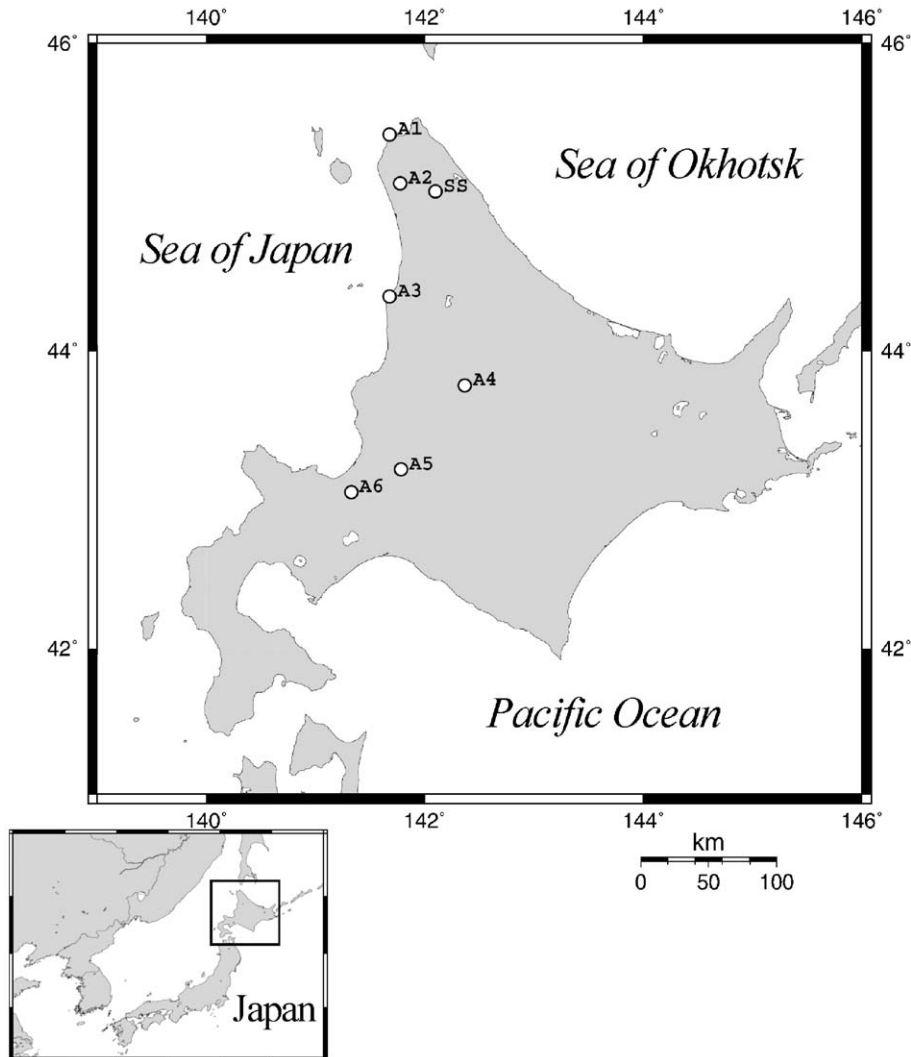 140° 142° 144° 146°
46° 46°
A1
Sea of Okhotsk
A2
SS
Sea of Japan
A3
44° 44°
A4
A5
A6
42° 42°
Pacific Ocean
140° 142° 144° 146°
140°
km
0 50 100
Japan